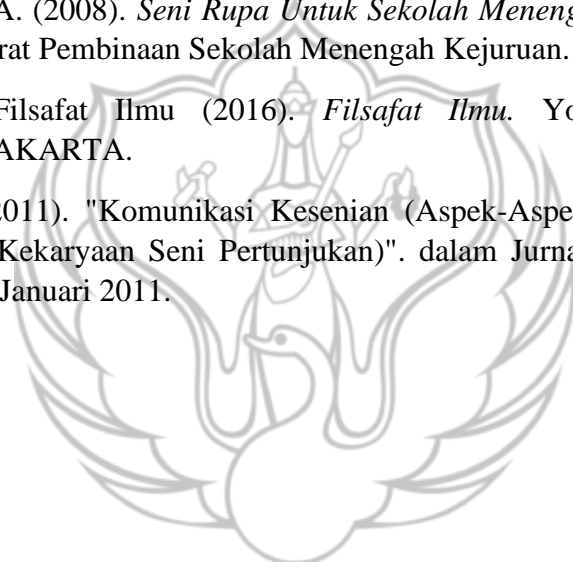 A. (2008). Seni Rupa Untuk Sekolah Meneng
rat Pembinaan Sekolah Menengah Kejuruan.
Filsafat Ilmu (2016). Filsafat Ilmu. Yo
AKARTA.
2011). "Komunikasi Kesenian (Aspek-Aspe
Kekaryaan Seni Pertunjukan)". dalam Jurna
Januari 2011.